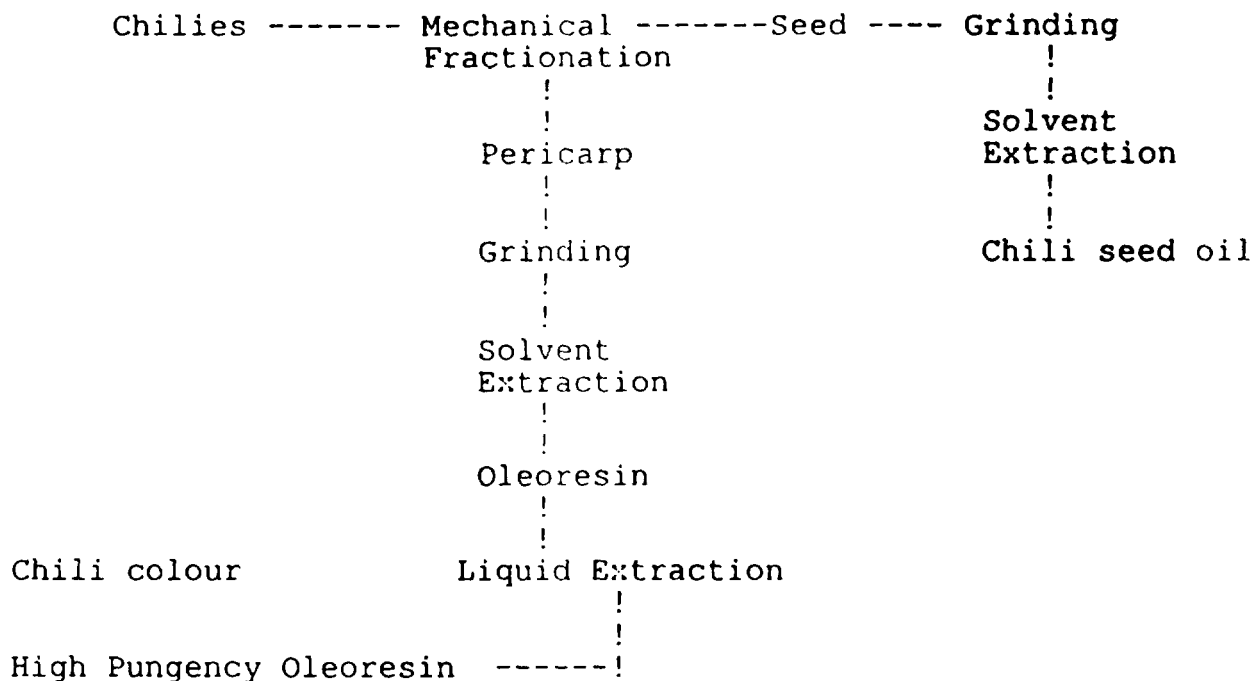 Chilies ------- Mechanical -------Seed ---- Grinding
Fractionation
Solvent
Pericarp Extraction
Grinding Chili seed oil
Solvent
Extraction
Oleoresin
Chili colour Liquid Extraction
High Pungency Oleoresin ------!